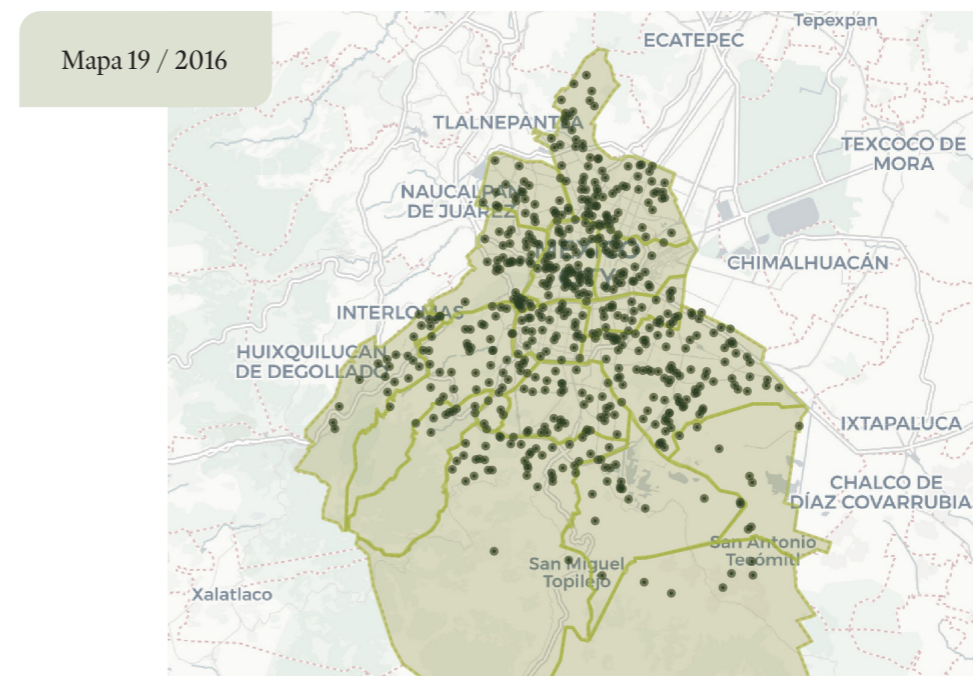 Mapa 19 / 2016
Tepexpan
ECATEPEC
TLALNEPANTLA
TEXCOCO DE
MORA
NAUCALPAN
DE JUÁREZ
CHIMALHUACÁN
INTERLOMAS
HUIXQUILUCAN
DE DEGOLLADO
IXTAPALUCA
CHALCO DE
DÍAZ COVARRUBIA
San Antonio
Tecómitl
San Miguel
Topilejo
Xalatlaco